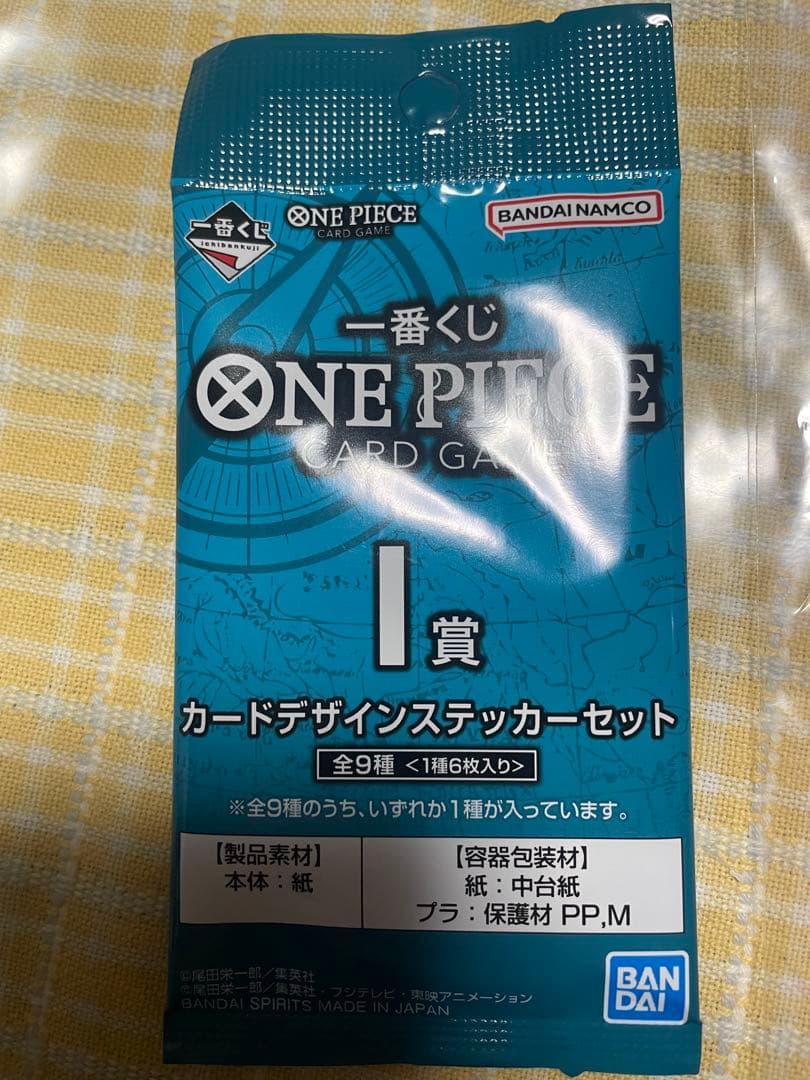 一番くじ
ichibankuji
ONE PIECE
CARD GAME
BANDAI NAMCO
一番くじ
ONE PIECE
CARD GAME
I賞
カードデザインステッカーセット
全9種 <1種6枚入り>
※全9種のうち、いずれか1種が入っています。
【製品素材】
本体：紙
【容器包装材】
紙：中台紙
プラ：保護材 PP,M
©尾田栄一郎／集英社
©尾田栄一郎／集英社・フジテレビ・東映アニメーション
BANDAI SPIRITS MADE IN JAPAN
BAN
DAI